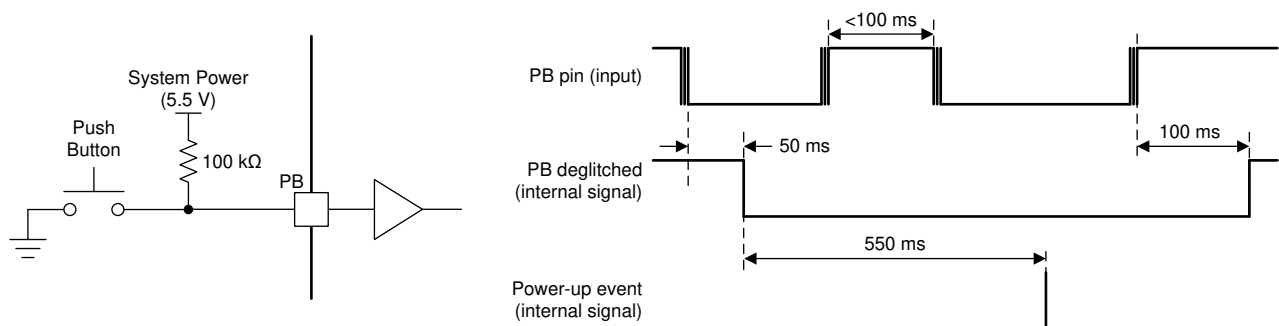 System Power
(5.5 V)
Push
Button
100 kΩ
PB
<100 ms
PB pin (input)
50 ms
100 ms
PB deglitched
(internal signal)
550 ms
Power-up event
(internal signal)